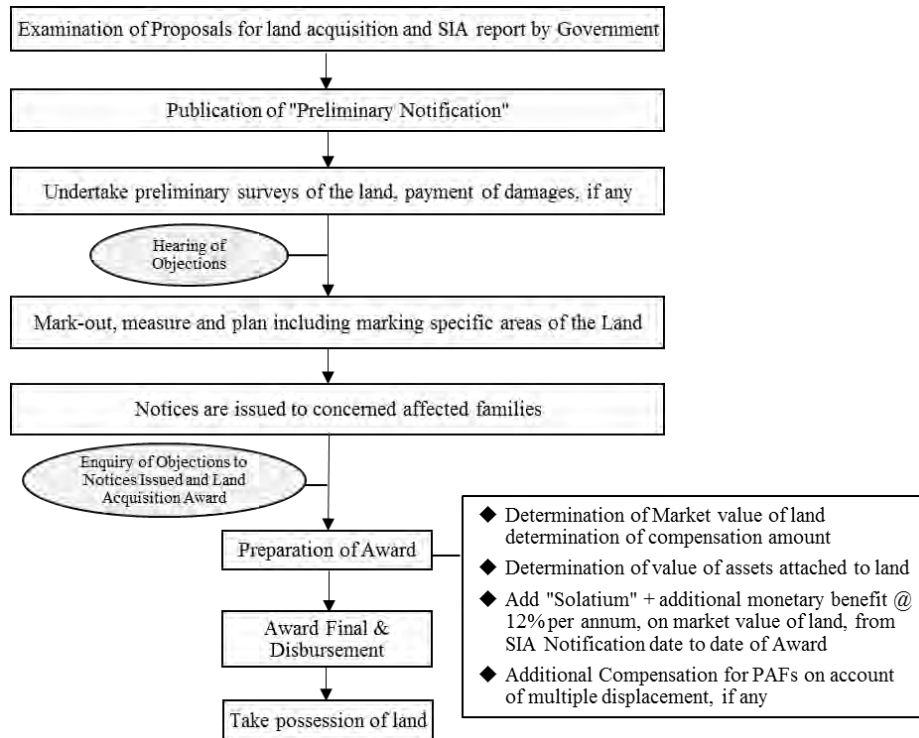 Examination of Proposals for land acquisition and SIA report by Government
Publication of "Preliminary Notification"
Undertake preliminary surveys of the land, payment of damages, if any
Hearing of
Objections
Mark-out, measure and plan including marking specific areas of the Land
Notices are issued to concerned affected families
Enquiry of Objections to
Notices Issued and Land
Acquisition Award
Preparation of Award
◆ Determination of Market value of land
determination of compensation amount
◆ Determination of value of assets attached to land
◆ Add "Solatium" + additional monetary benefit @
12% per annum, on market value of land, from
SIA Notification date to date of Award
◆ Additional Compensation for PAFs on account
of multiple displacement, if any
Award Final &
Disbursement
Take possession of land